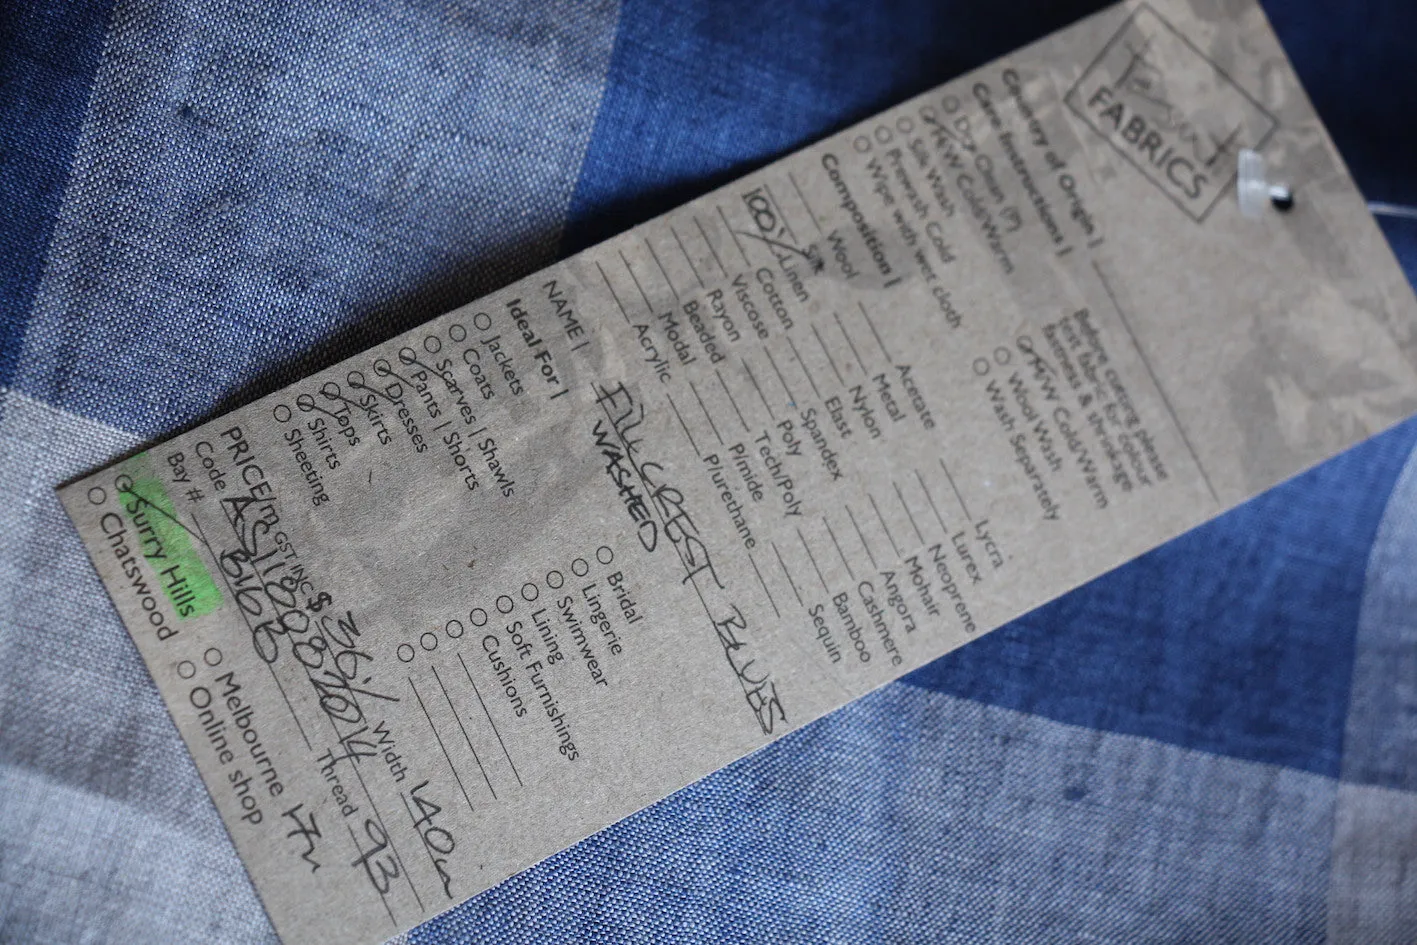 FABRICS
Country of Origin |
Care Instructions |
Before cutting please
test fabric for colour
fastness & shrinkage
Dry Clean (P)
H/W Cold/Warm
Silk Wash
Prewash Cold
Wipe with wet cloth
M/W Cold/Warm
Wool Wash
Wash Separately
Composition |
Wool
100% Linen
Cotton
Viscose
Rayon
Beaded
Modal
Acrylic
Acetate
Metal
Nylon
Elast
Spandex
Poly
Tech/Poly
P/mide
P/urethane
Lycra
Lurex
Neoprene
Mohair
Angora
Cashmere
Bamboo
Sequin
NAME |
BLUES
WASHED
Ideal For |
Jackets
Coats
Scarves | Shawls
Pants | Shorts
Dresses
Skirts
Tops
Shirts
Sheeting
Bridal
Lingerie
Swimwear
Lining
Soft Furnishings
Cushions
PRICE/m GST INC $ 36 Width 140
Code
Thread 93
Bay # B46B
Surry Hills
Chatswood
Melbourne
Online shop